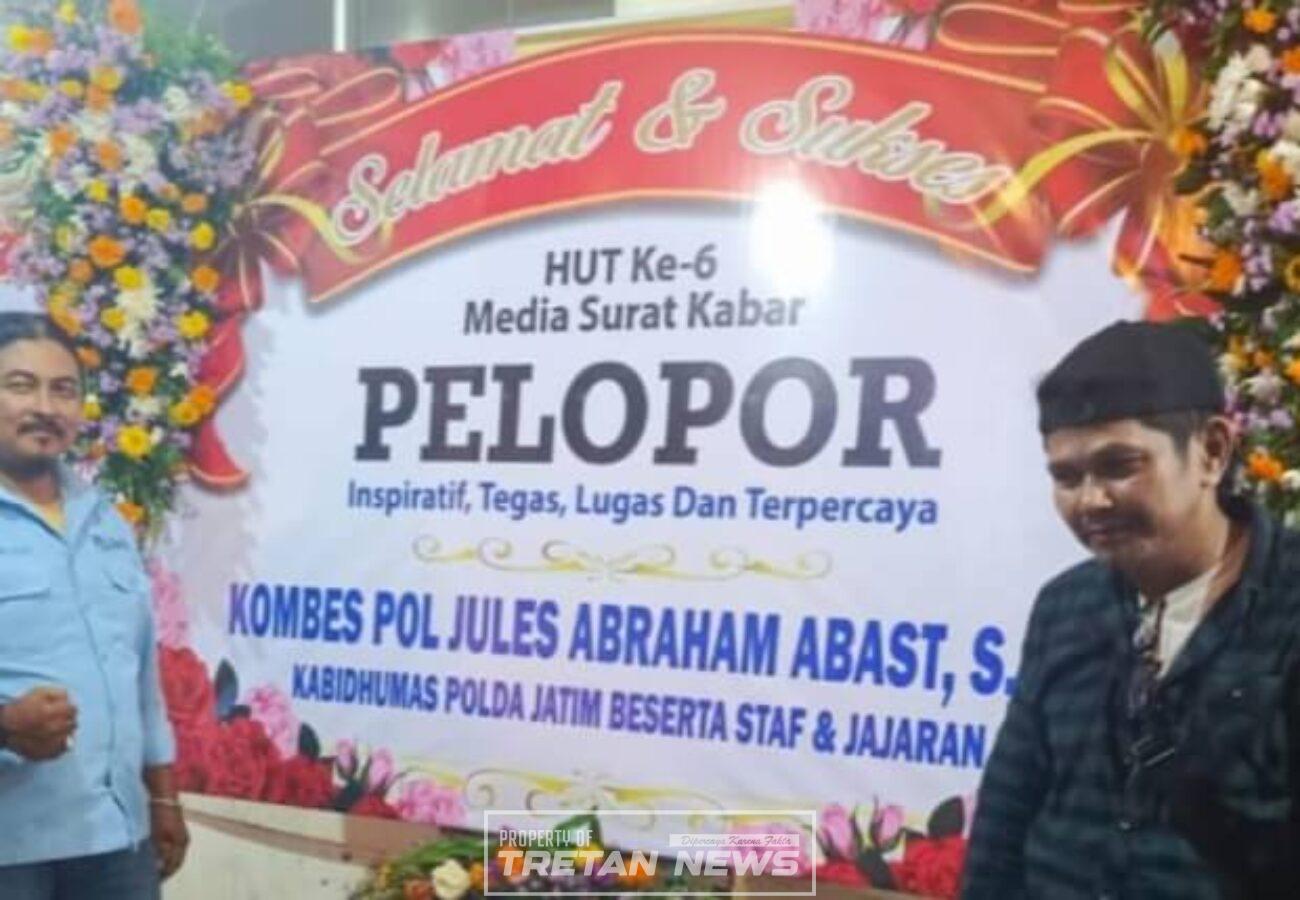 Selamat & Sukses
HUT Ke-6
Media Surat Kabar
PELOPOR
Inspiratif, Tegas, Lugas Dan Terpercaya
KOMBES POL JULES ABRAHAM ABAST, S.
KABIDHUMAS POLDA JATIM BESERTA STAF & JAJARAN
PROPERTY OF
Dipercaya Karena Fakta
TRETAN NEWS